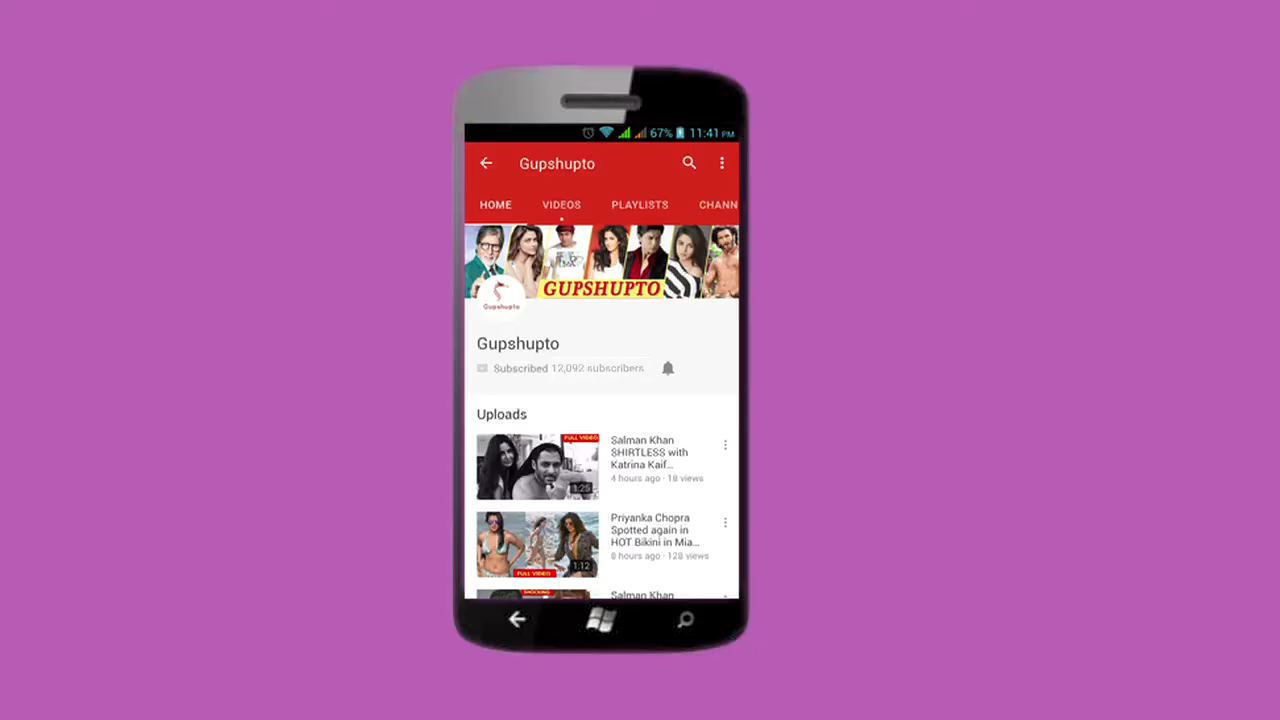 67% 11:41 PM
Gupshupto
HOME VIDEOS PLAYLISTS CHANN
GUPSHUPTO
Gupshupto
Gupshupto
Subscribed 12,092 subscribers
Uploads
FULL VIDEO
Salman Khan
SHIRTLESS with
Katrina Kaif...
4 hours ago · 18 views
1:25
Priyanka Chopra
Spotted again in
HOT Bikini in Mia...
8 hours ago · 128 views
1:12
FULL VIDEO
SHOCKING
Salman Khan